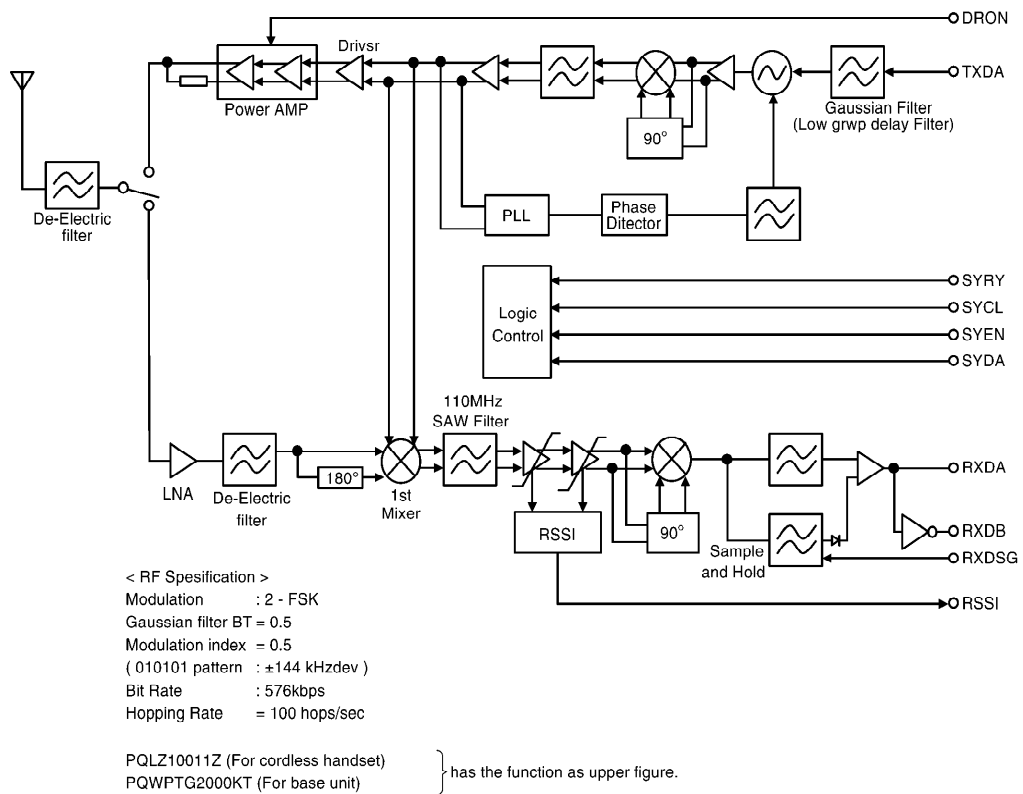 DRON
Drivsr
TXDA
Power AMP
Gaussian Filter
(Low grwp delay Filter)
90°
De-Electric
filter
PLL
Phase
Ditector
SYRY
Logic
Control
SYCL
SYEN
SYDA
110MHz
SAW Filter
LNA
De-Electric
filter
180°
1st
Mixer
RSSI
90°
Sample
and Hold
RXDA
RXDB
RXDSG
RSSI
< RF Spesification >
Modulation : 2 - FSK
Gaussian filter BT = 0.5
Modulation index = 0.5
( 010101 pattern : ±144 kHzdev )
Bit Rate : 576kbps
Hopping Rate = 100 hops/sec
PQLZ10011Z (For cordless handset)
PQWPTG2000KT (For base unit)
has the function as upper figure.